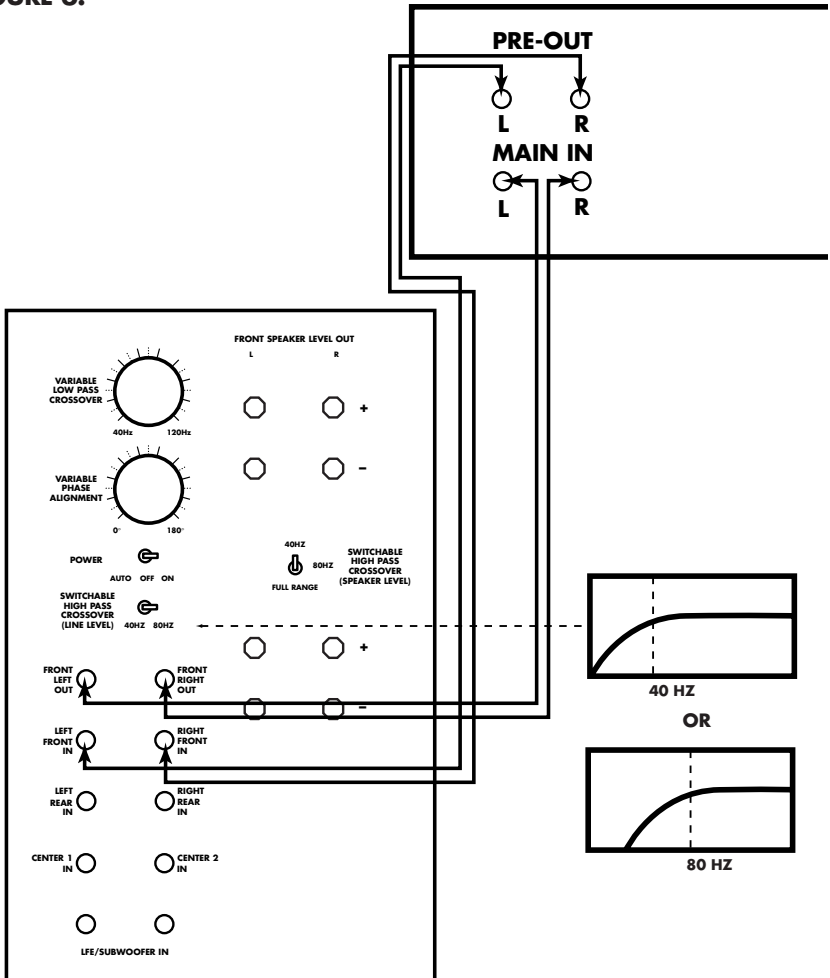 PRE-OUT
L R
MAIN IN
L R
FRONT SPEAKER LEVEL OUT
L R
VARIABLE
LOW PASS
CROSSOVER
40Hz 120Hz
+
-
VARIABLE
PHASE
ALIGNMENT
0° 180°
POWER
AUTO OFF ON
40HZ
80HZ
FULL RANGE
SWITCHABLE
HIGH PASS
CROSSOVER
(SPEAKER LEVEL)
SWITCHABLE
HIGH PASS
CROSSOVER
(LINE LEVEL)
40HZ 80HZ
+
-
FRONT
LEFT
OUT
FRONT
RIGHT
OUT
LEFT
FRONT
IN
RIGHT
FRONT
IN
LEFT
REAR
IN
RIGHT
REAR
IN
CENTER 1
IN
CENTER 2
IN
LFE/SUBWOOFER IN
40 HZ
OR
80 HZ